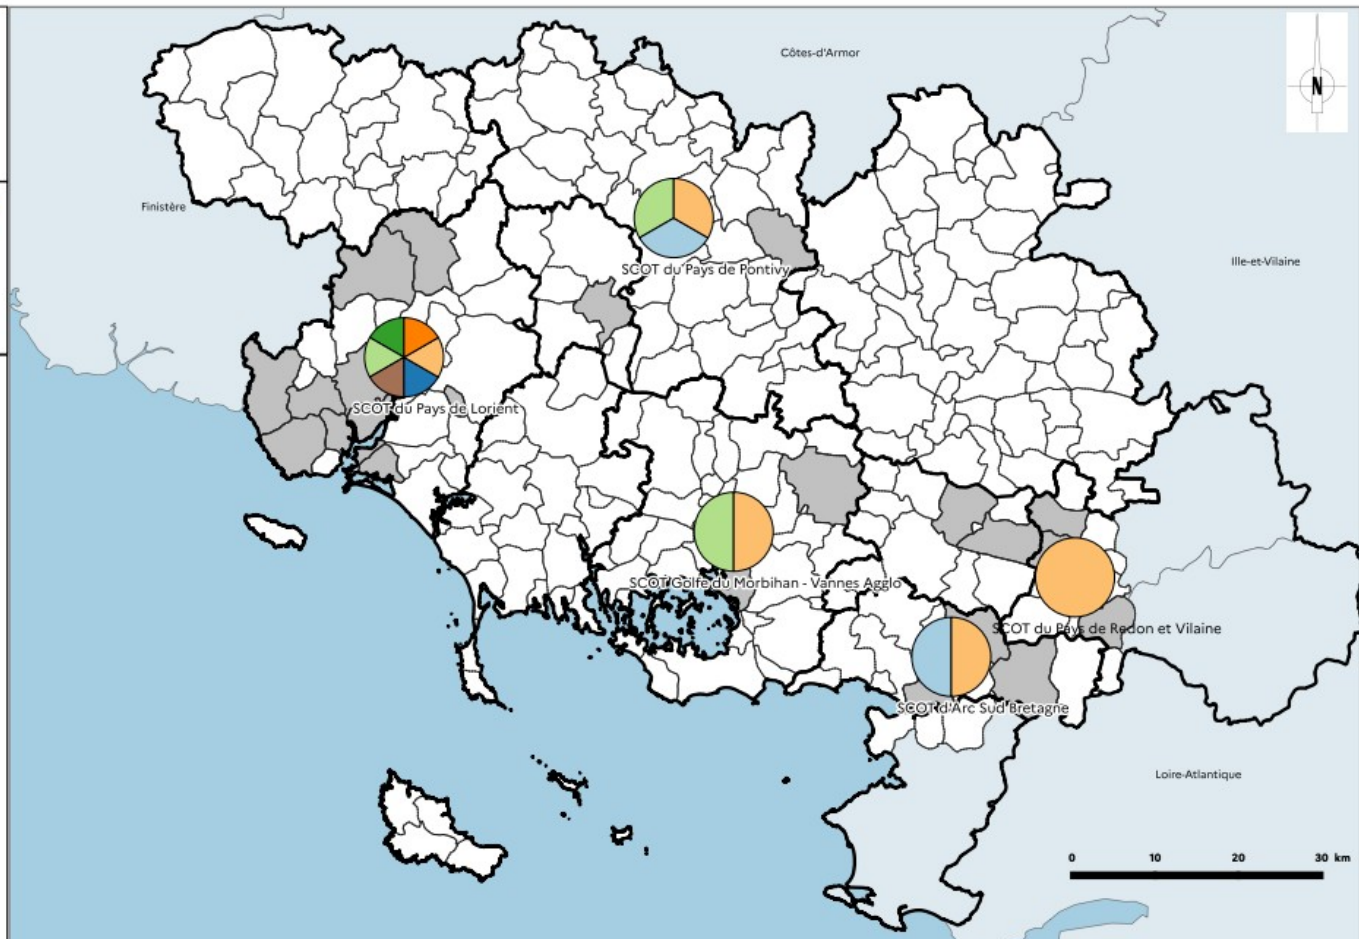 Côtes-d'Armor
N
Finistère
Ille-et-Vilaine
SCOT du Pays de Pontivy
SCOT du Pays de Lorient
SCOT Golfe du Morbihan - Vannes Agglo
SCOT du Pays de Redon et Vilaine
SCOT d'Arc Sud Bretagne
Loire-Atlantique
0 10 20 30 km